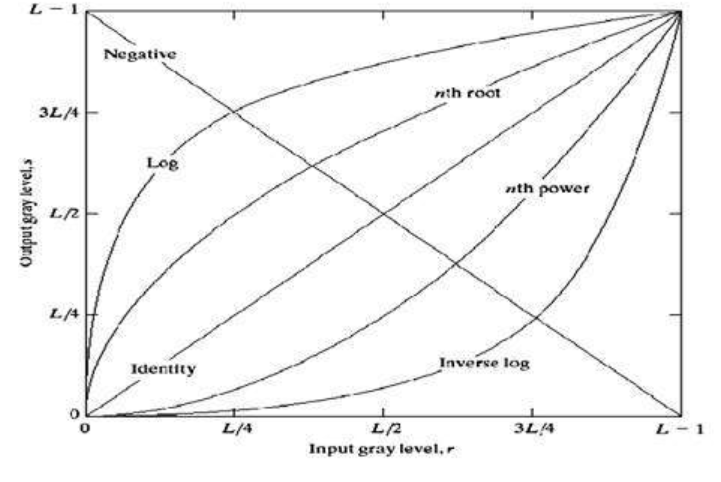 L − 1
Negative
nth root
3L/4
Log
nth power
L/2
Output gray level, s
L/4
Identity
Inverse log
0
0 L/4 L/2 3L/4 L − 1
Input gray level, r